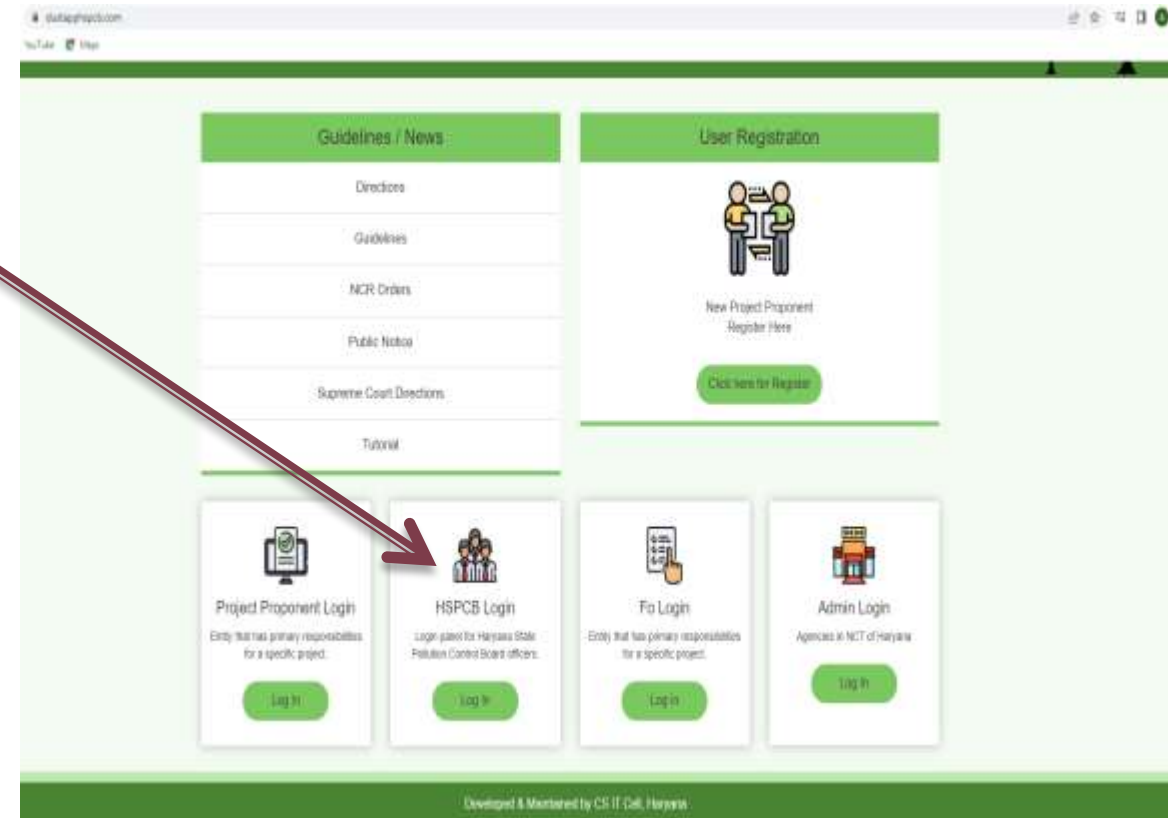 dustapphspcb.com
YouTube Maps
Guidelines / News
Directions
Guidelines
NCR Orders
Public Notice
Supreme Court Directions
Tutorial
User Registration
New Project Proponent
Register Here
Click here for Register
Project Proponent Login
Entity that has primary responsibilities
for a specific project.
Log In
HSPCB Login
Login panel for Haryana State
Pollution Control Board officers.
Log In
Fo Login
Entity that has primary responsibilities
for a specific project.
Log in
Admin Login
Agencies in NCT of Haryana
Log In
Developed & Maintained by CS IT Cell, Haryana